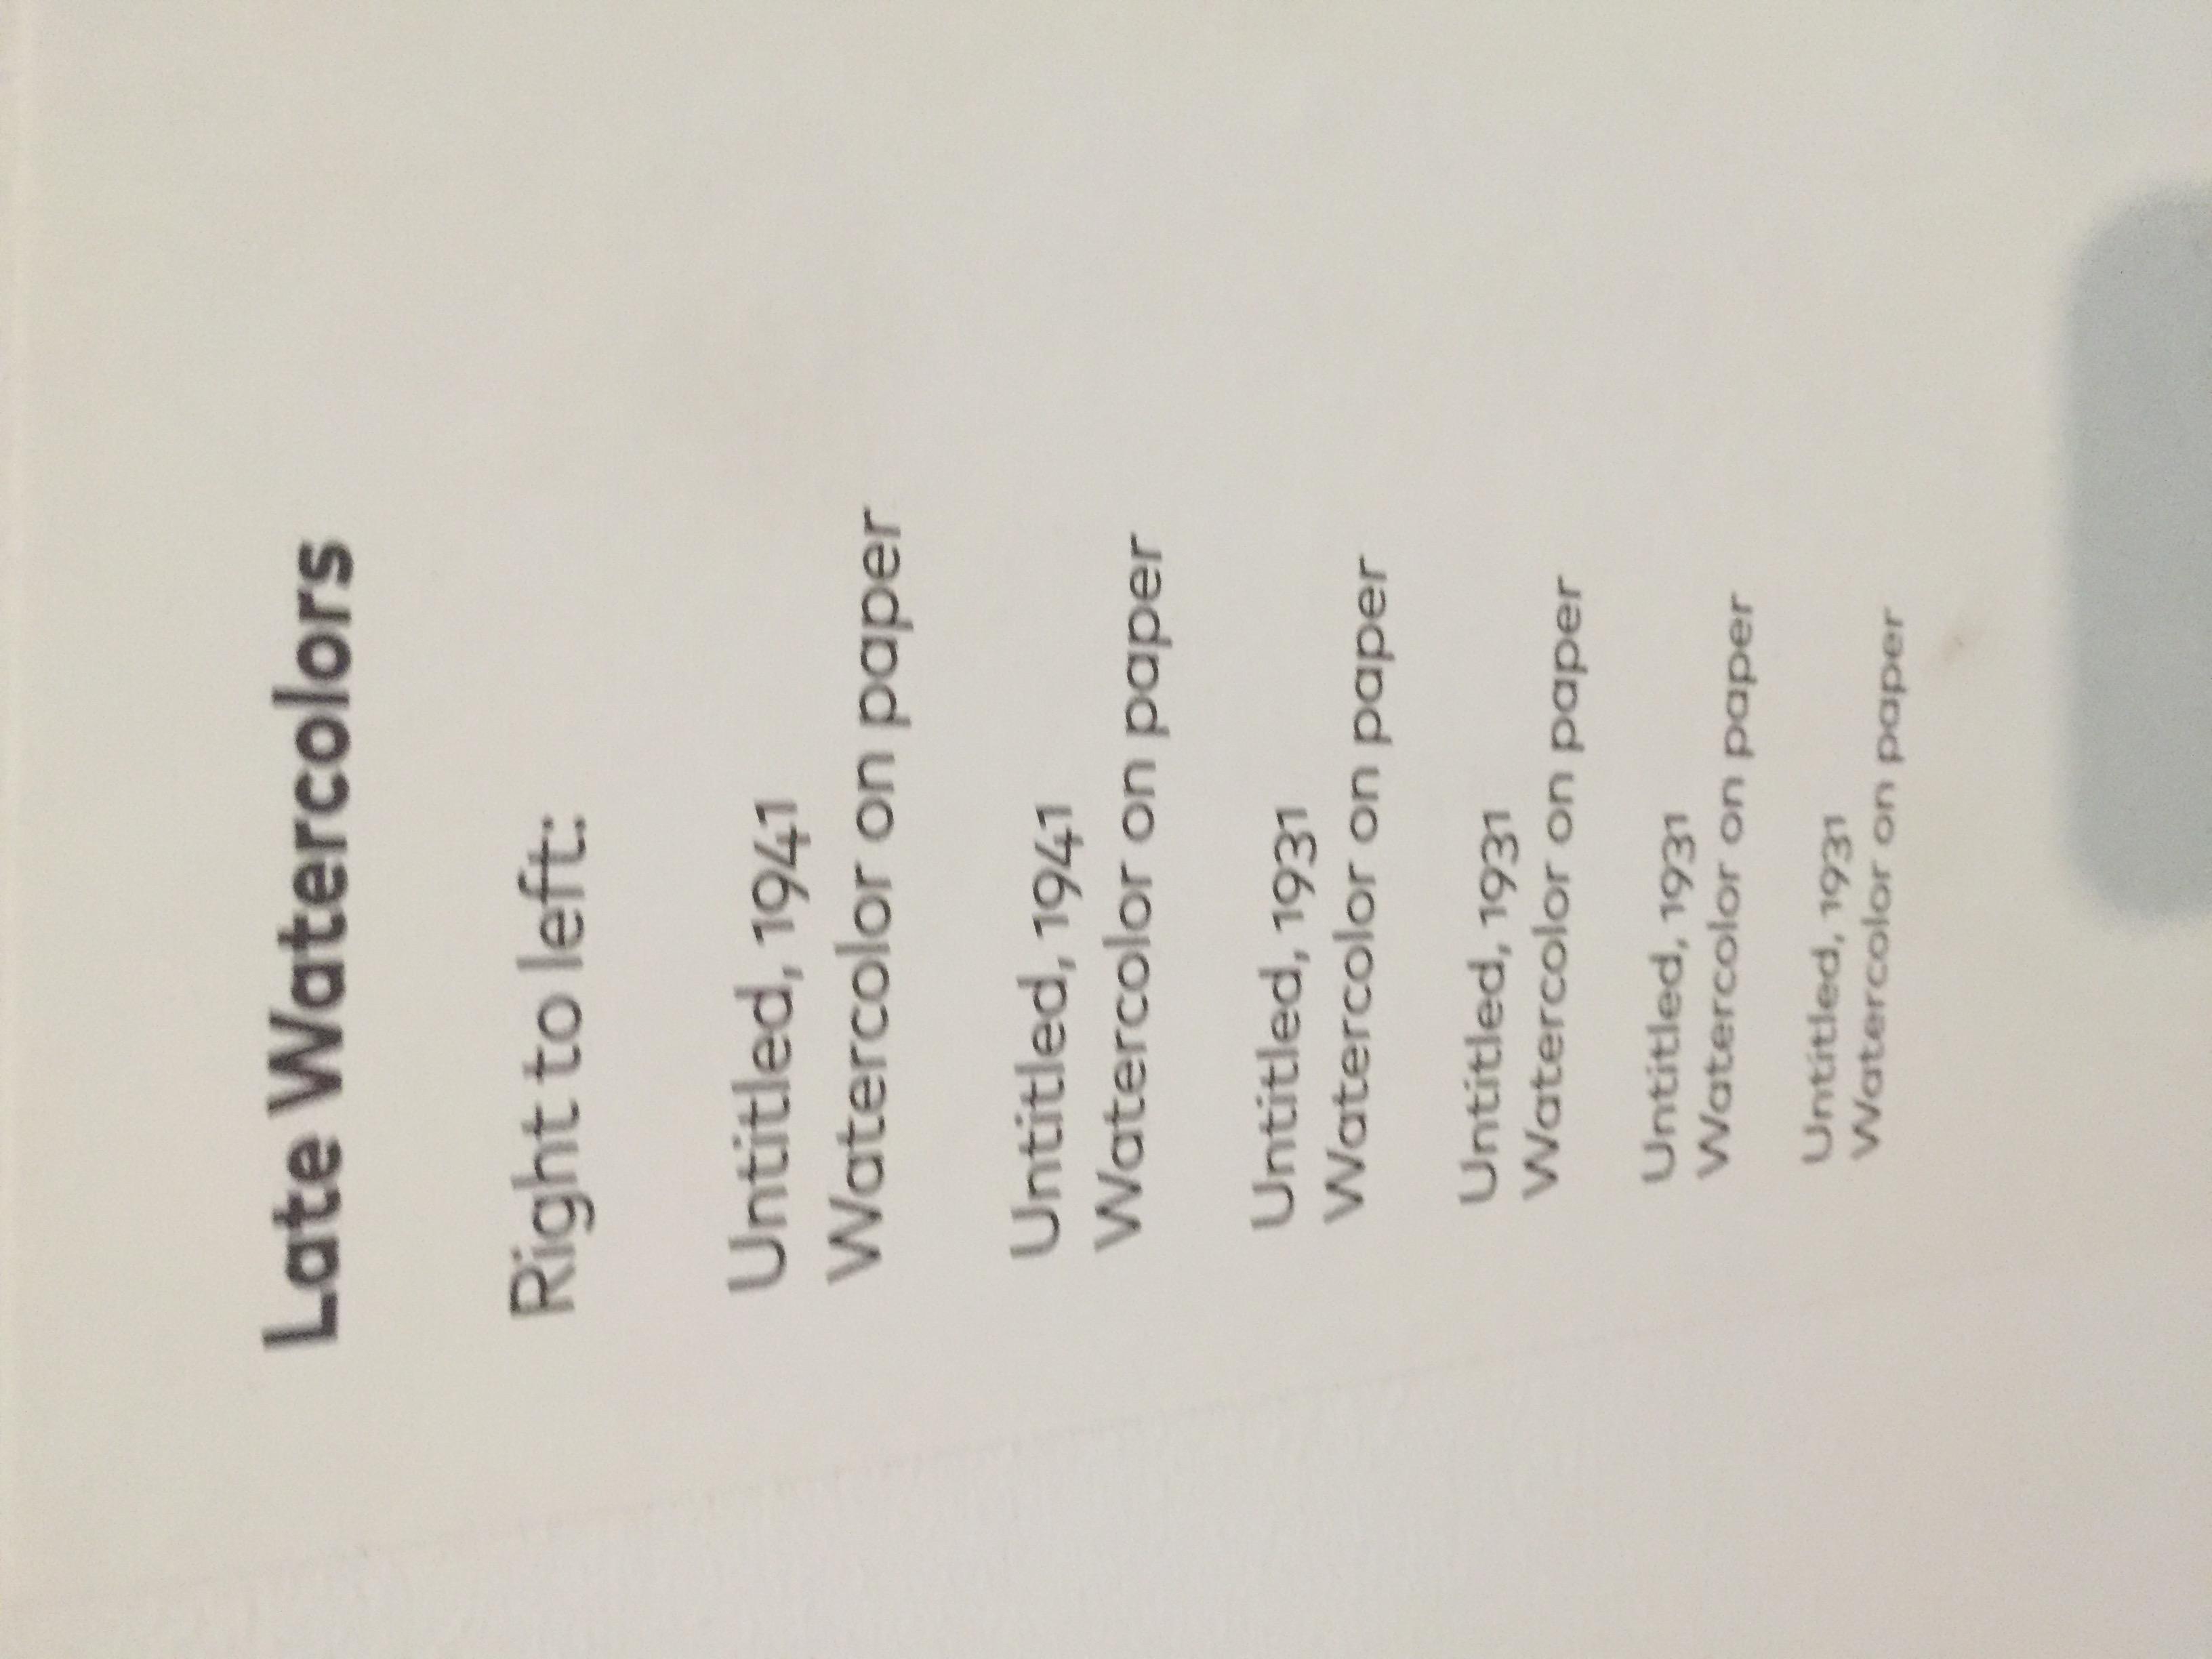 Late Watercolors
Right to left:
Untitled, 1941
Watercolor on paper
Untitled, 1941
Watercolor on paper
Untitled, 1931
Watercolor on paper
Untitled, 1931
Watercolor on paper
Untitled, 1931
Watercolor on paper
Untitled, 1931
Watercolor on paper